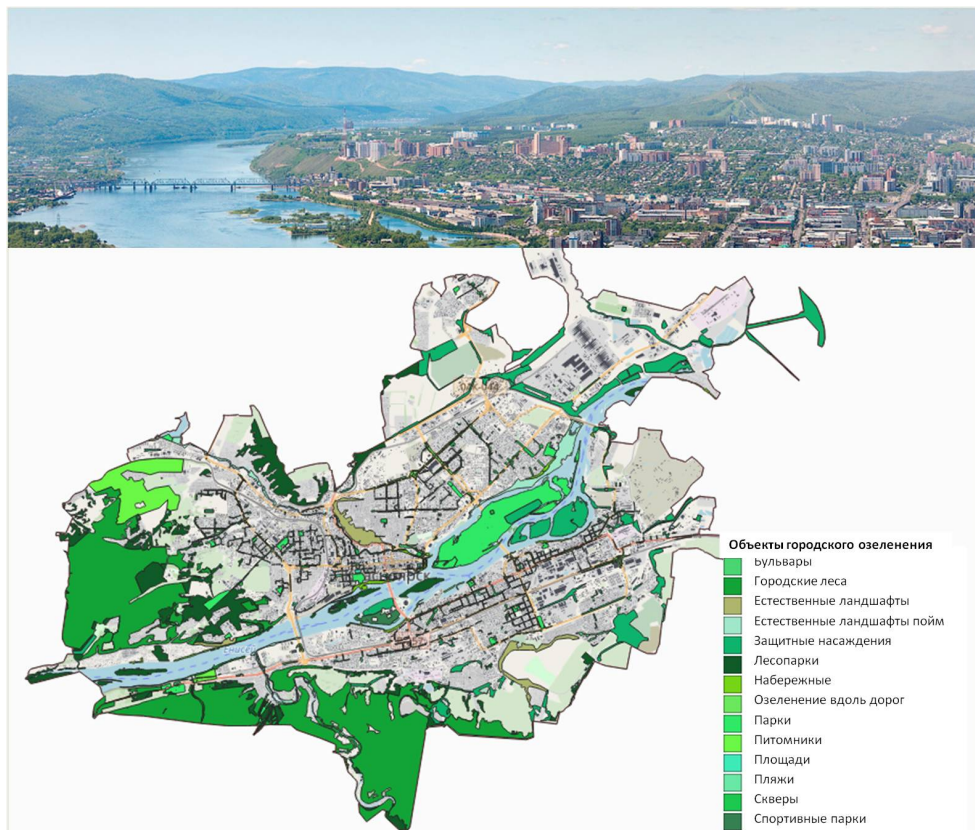 Енисей
Объекты городского озеленения
Бульвары
Городские леса
Естественные ландшафты
Естественные ландшафты пойм
Защитные насаждения
Лесопарки
Набережные
Озеленение вдоль дорог
Парки
Питомники
Площади
Пляжи
Скверы
Спортивные парки